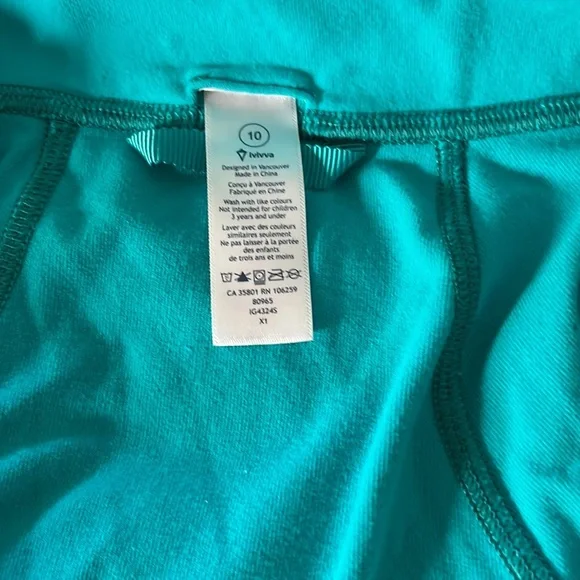 10
ivivva
Designed in Vancouver
Made in China
Conçu à Vancouver
Fabriqué en Chine
Wash with like colours
Not intended for children
3 years and under
Laver avec des couleurs
similaires seulement
Ne pas laisser à la portée
des enfants
de trois ans et moins
CA 35801 RN 106259
80965
IG4324S
X1